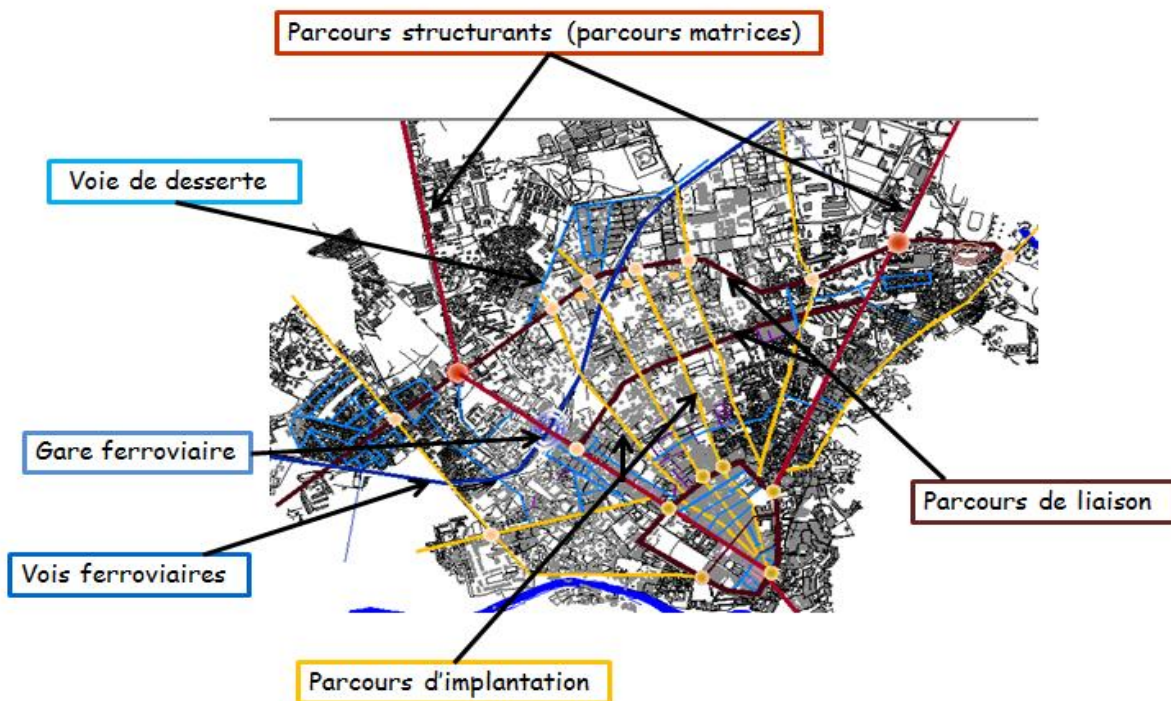 Parcours structurants (parcours matrices)
Voie de desserte
Gare ferroviaire
Parcours de liaison
Vois ferroviaires
Parcours d'implantation